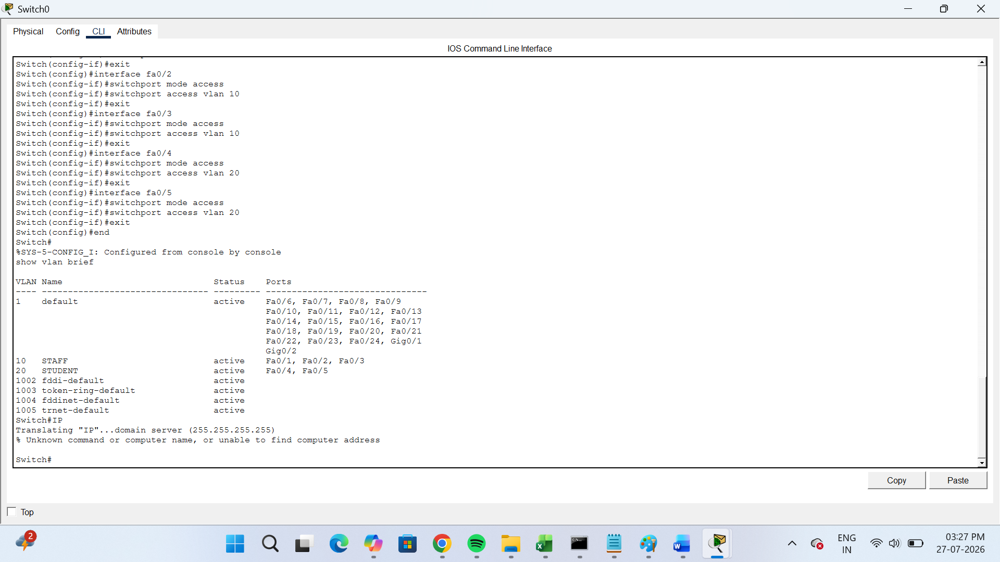 Switch0
Physical Config CLI Attributes
IOS Command Line Interface
Switch(config-if)#exit
Switch(config)#interface fa0/2
Switch(config-if)#switchport mode access
Switch(config-if)#switchport access vlan 10
Switch(config-if)#exit
Switch(config)#interface fa0/3
Switch(config-if)#switchport mode access
Switch(config-if)#switchport access vlan 10
Switch(config-if)#exit
Switch(config)#interface fa0/4
Switch(config-if)#switchport mode access
Switch(config-if)#switchport access vlan 20
Switch(config-if)#exit
Switch(config)#interface fa0/5
Switch(config-if)#switchport mode access
Switch(config-if)#switchport access vlan 20
Switch(config-if)#exit
Switch(config)#end
Switch#
%SYS-5-CONFIG_I: Configured from console by console
show vlan brief
VLAN Name Status Ports
---- -------------------------------- --------- -------------------------------
1 default active Fa0/6, Fa0/7, Fa0/8, Fa0/9
Fa0/10, Fa0/11, Fa0/12, Fa0/13
Fa0/14, Fa0/15, Fa0/16, Fa0/17
Fa0/18, Fa0/19, Fa0/20, Fa0/21
Fa0/22, Fa0/23, Fa0/24, Gig0/1
Gig0/2
10 STAFF active Fa0/1, Fa0/2, Fa0/3
20 STUDENT active Fa0/4, Fa0/5
1002 fddi-default active
1003 token-ring-default active
1004 fddinet-default active
1005 trnet-default active
Switch#IP
Translating "IP"...domain server (255.255.255.255)
% Unknown command or computer name, or unable to find computer address
Switch#
Copy Paste
Top
2
ENG
IN
03:27 PM
27-07-2026